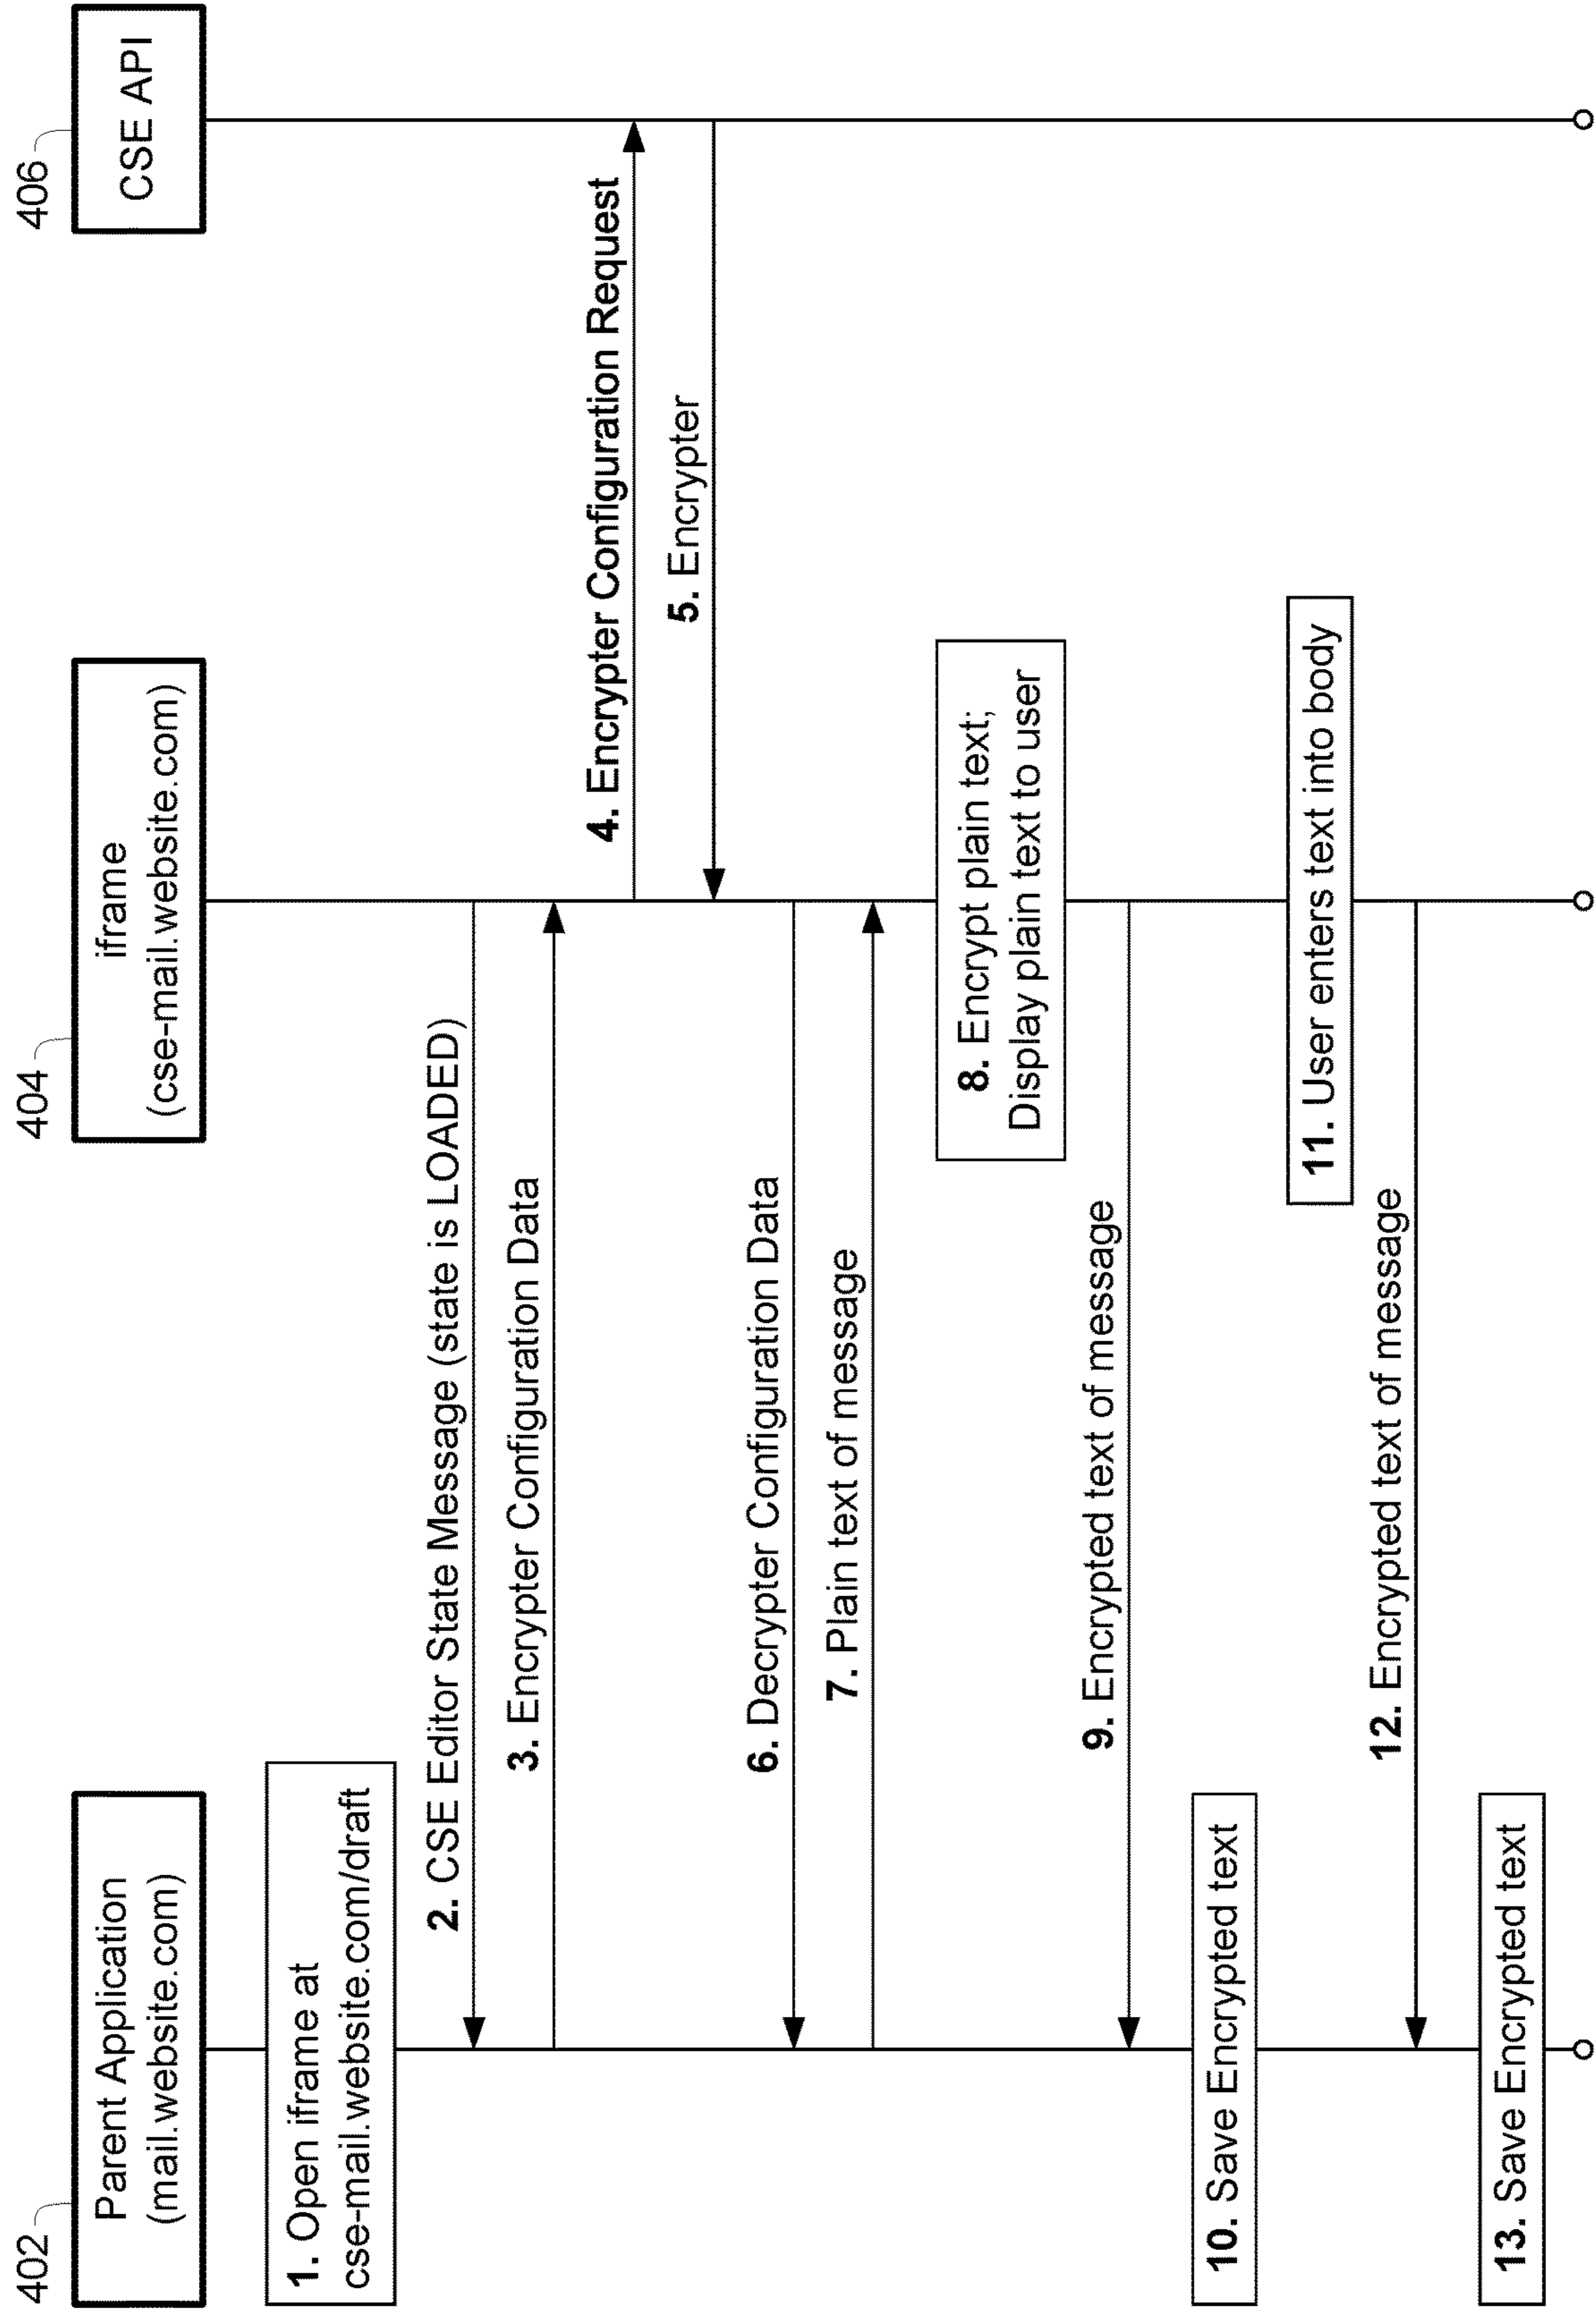 402
Parent Application
(mail.website.com)
404
iframe
(cse-mail.website.com)
406
CSE API
1. Open iframe at
cse-mail.website.com/draft
2. CSE Editor State Message (state is LOADED)
3. Encrypter Configuration Data
4. Encrypter Configuration Request
5. Encrypter
6. Decrypter Configuration Data
7. Plain text of message
8. Encrypt plain text;
Display plain text to user
9. Encrypted text of message
10. Save Encrypted text
11. User enters text into body
12. Encrypted text of message
13. Save Encrypted text